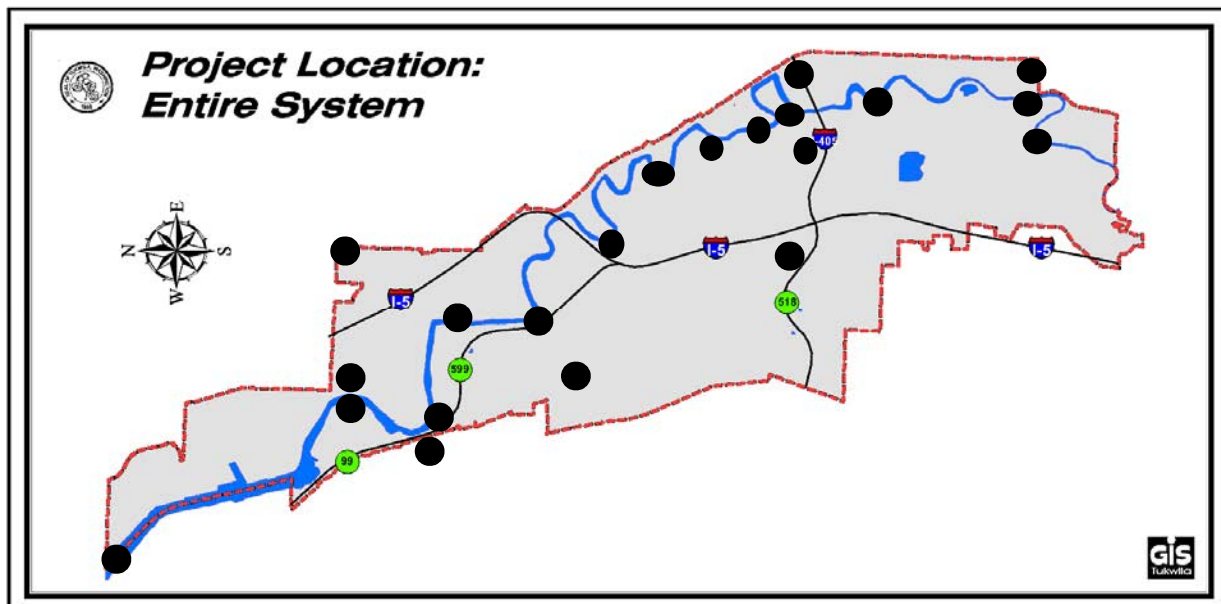 Project Location:
Entire System
E
N
S
W
I-405
I-5
I-5
I-5
518
599
99
GIS
Tukwila